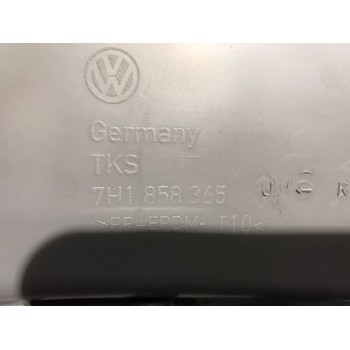 Germany
TKS
7H1 858 365
>PP+EPDM- T10<